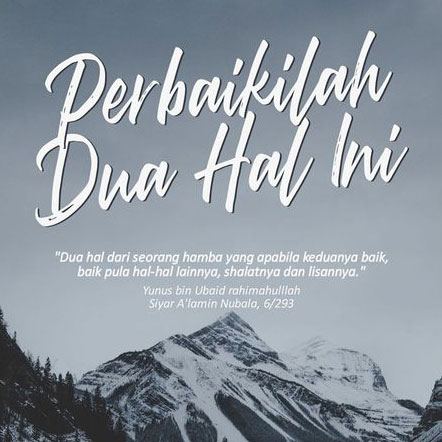 Perbaikilah
Dua Hal Ini
"Dua hal dari seorang hamba yang apabila keduanya baik,
baik pula hal-hal lainnya, shalatnya dan lisannya."
Yunus bin Ubaid rahimahulllah
Siyar A'lamin Nubala, 6/293